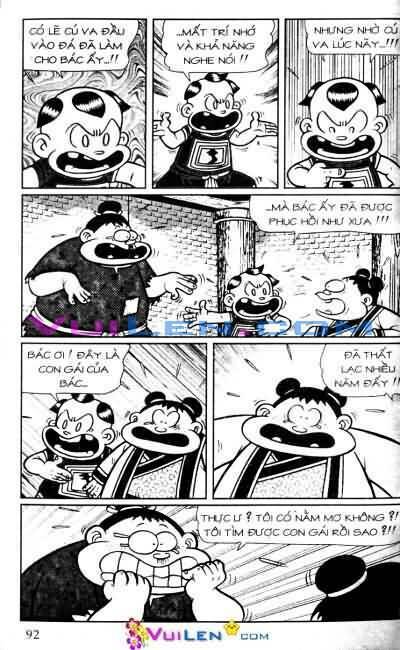 CÓ LẼ CÚ VA ĐẦU
VÀO ĐÁ ĐÃ LÀM
CHO BÁC ẤY...!!
...MẤT TRÍ NHỚ
VÀ KHẢ NĂNG
NGHE NÓI !!
NHƯNG NHỜ CÚ
VA LÚC NÀY...!!!
...MÀ BÁC ẤY ĐÃ ĐƯỢC
PHỤC HỒI NHƯ XƯA !!!
VUILEN.COM
BÁC ƠI ! ĐÂY LÀ
CON GÁI CỦA
BÁC...
ĐÃ THẤT
LẠC NHIỀU
NĂM ĐẤY !
THỰC Ư ? TÔI CÓ NẰM MƠ KHÔNG ?!
TÔI TÌM ĐƯỢC CON GÁI RỒI SAO ?!!
92
VUILEN.COM